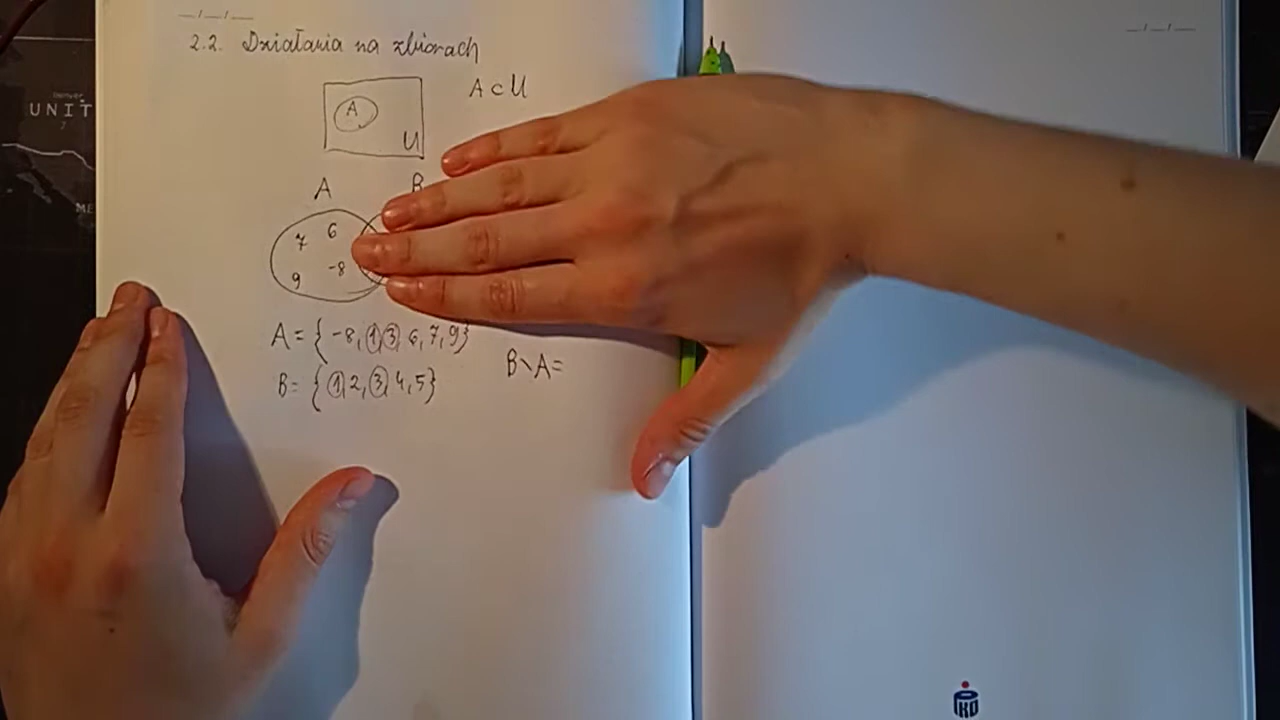 _ / _ / _
_ / _ / _
2.2. Działania na zbiorach
A
U
A ⊂ U
A B
7 6
9 -8
A = { -8, 1, 3, 6, 7, 9 }
B = { 1, 2, 3, 4, 5 }
B \ A =
UNIT
PKO